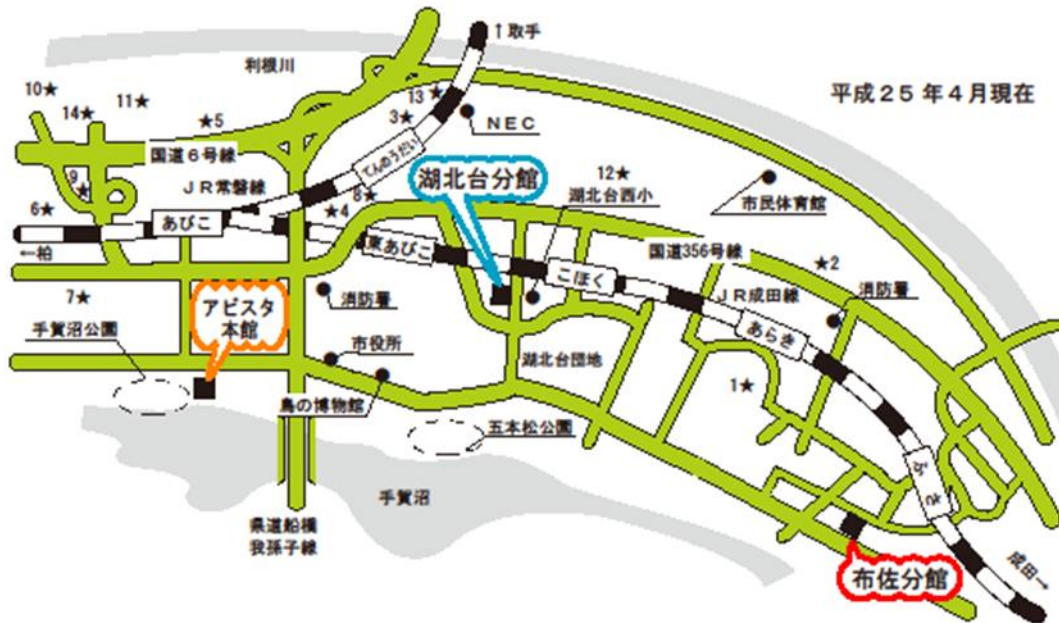 ↑取手
利根川
平成25年4月現在
10★
14★
11★
★5
13★
3★
NEC
国道6号線
てんのうだい
9★
JR常磐線
8★
★4
湖北台分館
12★
湖北台西小
市民体育館
6★
あびこ
東あびこ
こほく
国道356号線
★2
←柏
7★
アビスタ
本館
消防署
JR成田線
消防署
手賀沼公園
あらき
市役所
湖北台団地
1★
鳥の博物館
五本松公園
ふさ
手賀沼
県道船橋
我孫子線
布佐分館
成田→